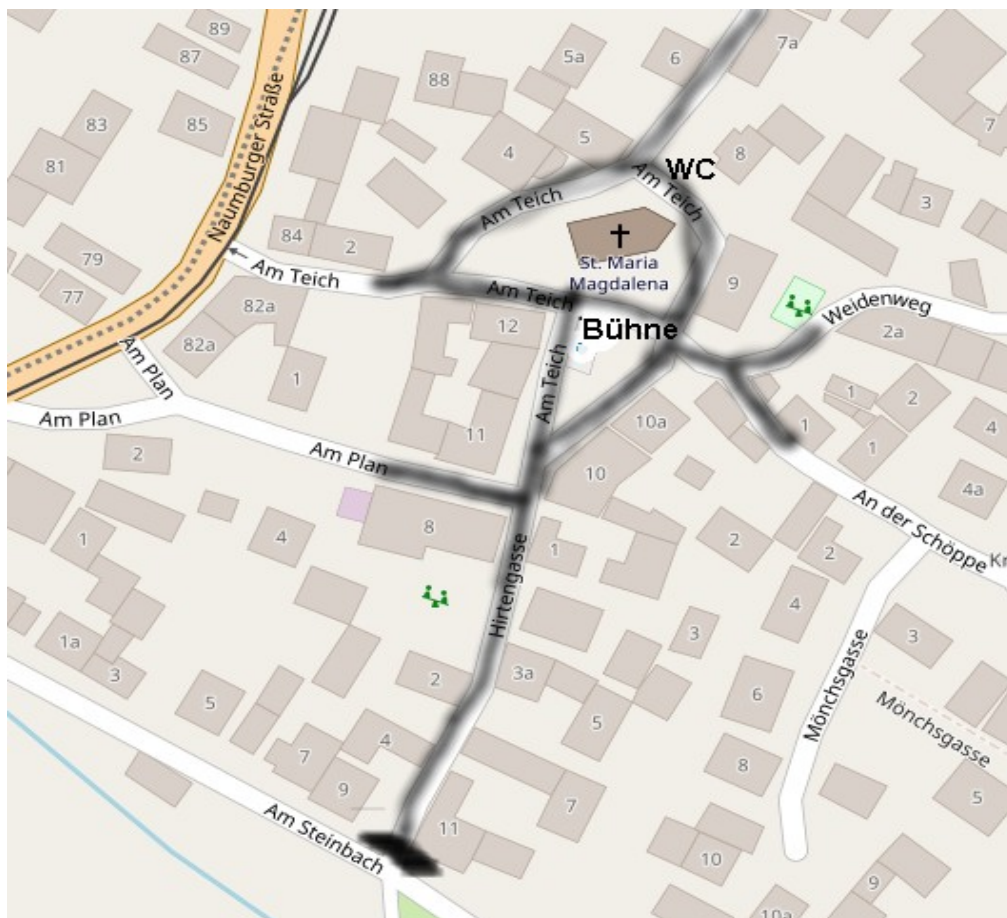 89
87
5a
6
7a
88
83
85
5
7
81
Naumburger Straße
4
8
WC
Am Teich
Am Teich
3
84
2
79
St. Maria
Magdalena
Am Teich
9
77
Am Teich
82a
12
Bühne
Weidenweg
2a
82a
Am Plan
1
Am Teich
1
2
Am Plan
11
10a
1
4
1
2
Am Plan
10
4a
An der Schöppe
8
1
4
1
2
2
Kr
Hirtengasse
4
1a
3
3
3
3a
2
Mönchsgasse
6
5
5
Mönchsgasse
4
7
8
9
7
5
Am Steinbach
11
10
9
10a